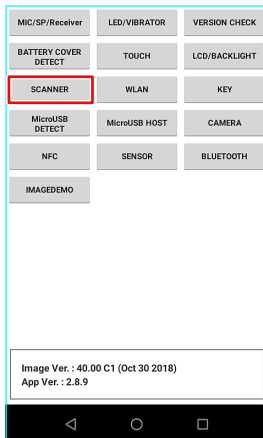 MIC/SP/Receiver
LED/VIBRATOR
VERSION CHECK
BATTERY COVER
DETECT
TOUCH
LCD/BACKLIGHT
SCANNER
WLAN
KEY
MicroUSB
DETECT
MicroUSB HOST
CAMERA
NFC
SENSOR
BLUETOOTH
IMAGEDEMO
Image Ver. : 40.00 C1 (Oct 30 2018)
App Ver. : 2.8.9